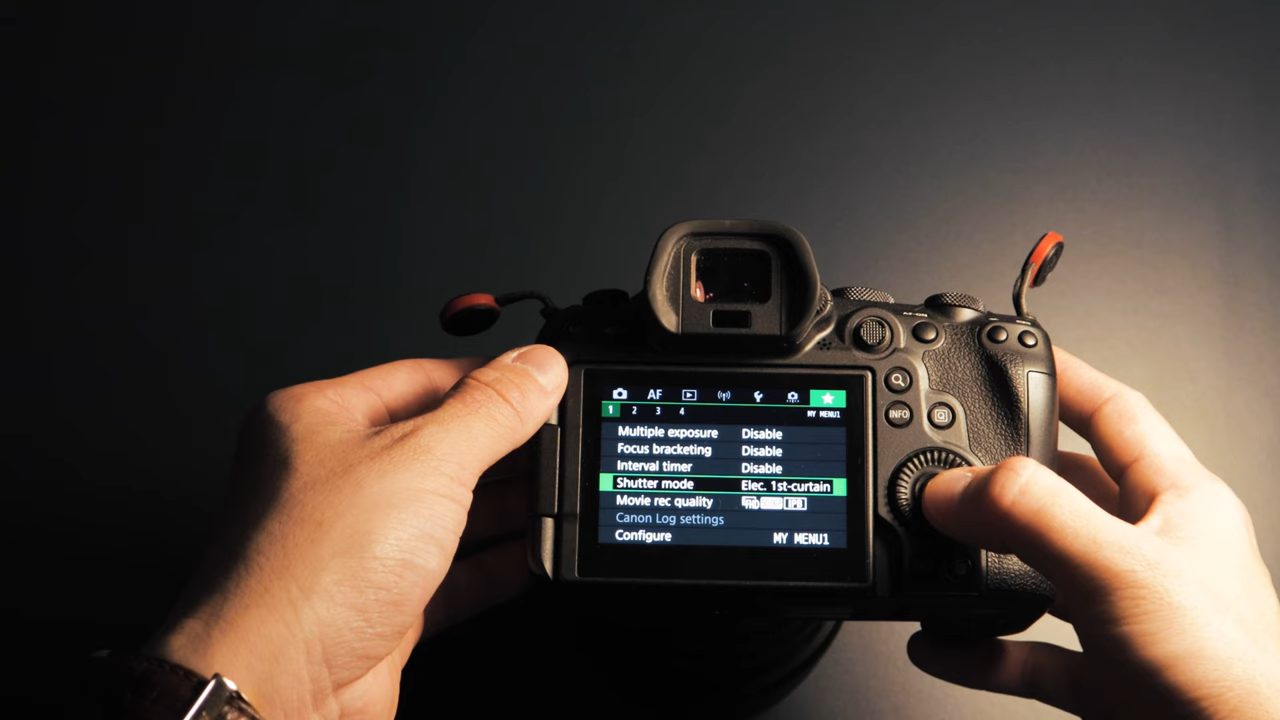 AF
1 2 3 4 MY MENU1
Multiple exposure Disable
Focus bracketing Disable
Interval timer Disable
Shutter mode Elec. 1st-curtain
Movie rec quality IPB
Canon Log settings
Configure MY MENU1
INFO